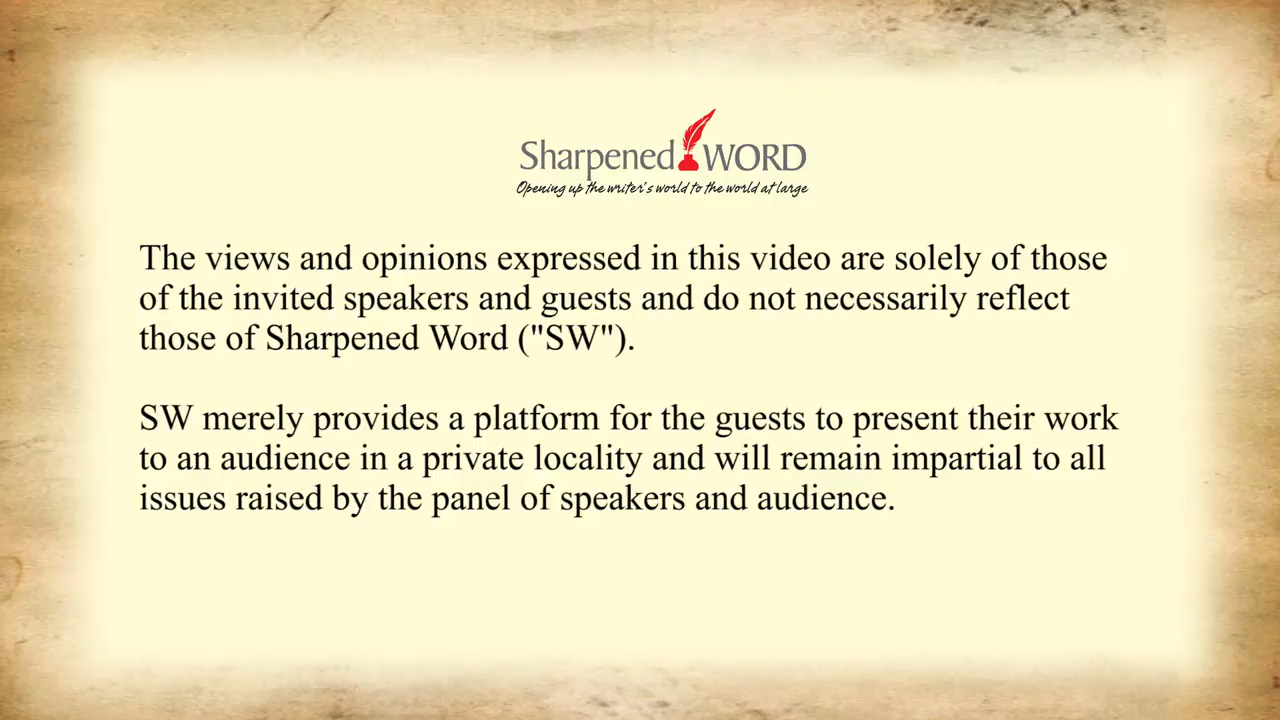 Sharpened WORD
Opening up the writer's world to the world at large
The views and opinions expressed in this video are solely of those
of the invited speakers and guests and do not necessarily reflect
those of Sharpened Word ("SW").
SW merely provides a platform for the guests to present their work
to an audience in a private locality and will remain impartial to all
issues raised by the panel of speakers and audience.